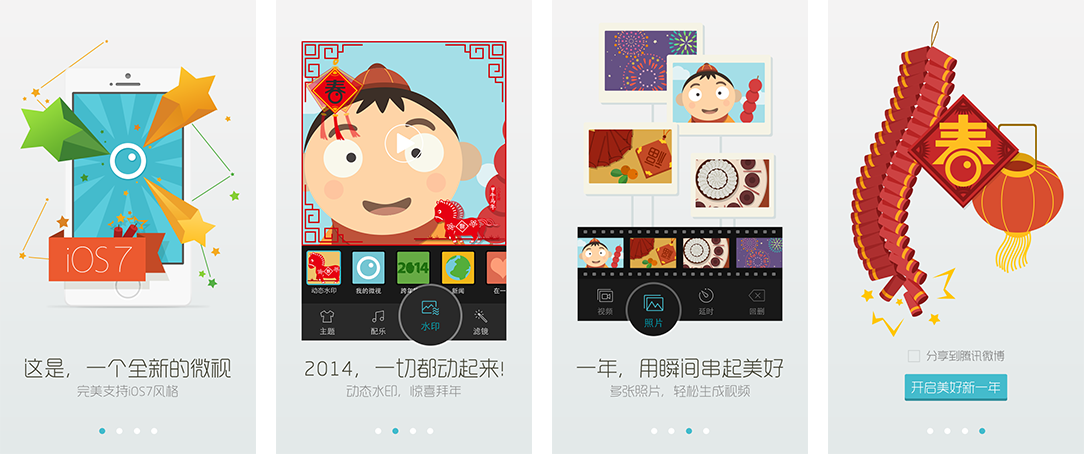 iOS7
这是，一个全新的微视
完美支持iOS7风格
春
动态水印
我的微视
2014
新闻
在一
主题
配乐
水印
滤镜
2014，一切都动起来!
动态水印，惊喜拜年
视频
照片
延时
回删
一年，用瞬间串起美好
多张照片，轻松生成视频
春
分享到腾讯微博
开启美好新一年